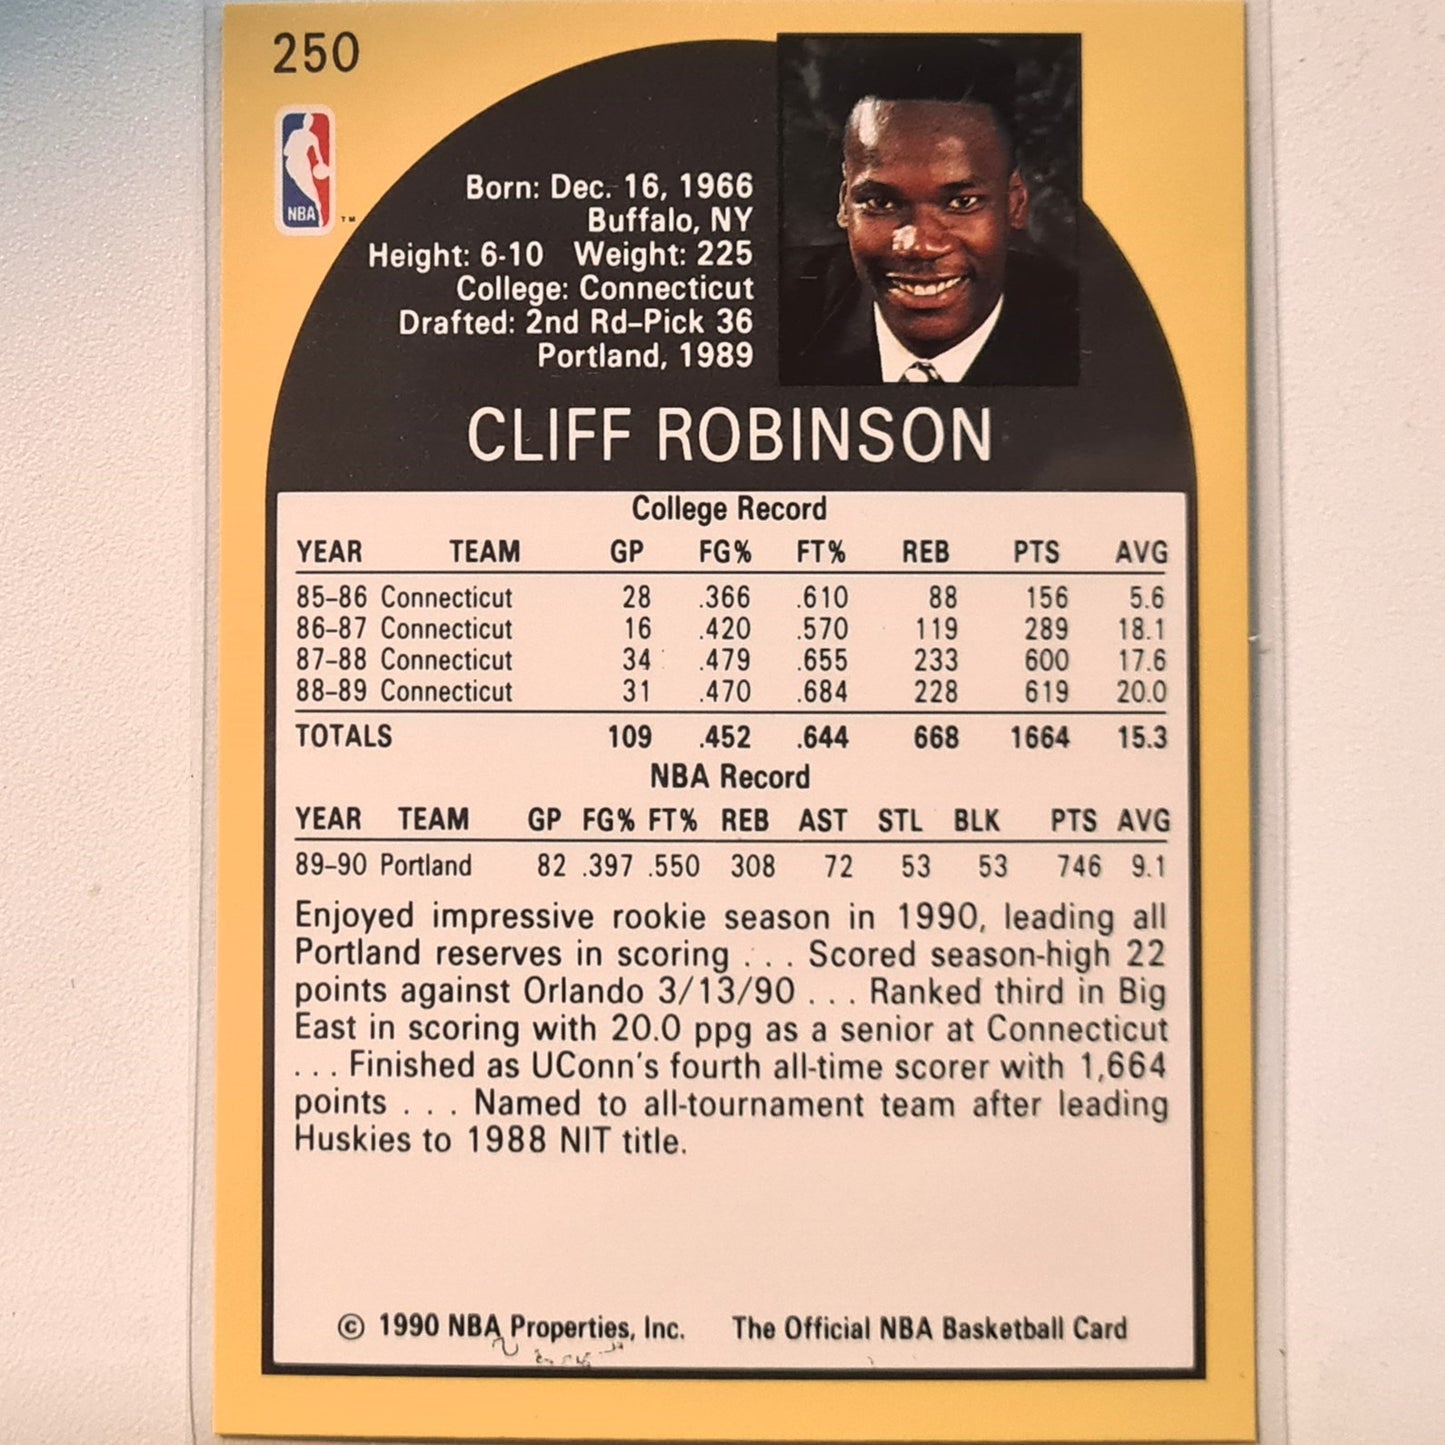 250
NBA
TM
Born: Dec. 16, 1966
Buffalo, NY
Height: 6-10 Weight: 225
College: Connecticut
Drafted: 2nd Rd–Pick 36
Portland, 1989
CLIFF ROBINSON
College Record
YEAR TEAM GP FG% FT% REB PTS AVG
85–86 Connecticut 28 .366 .610 88 156 5.6
86–87 Connecticut 16 .420 .570 119 289 18.1
87–88 Connecticut 34 .479 .655 233 600 17.6
88–89 Connecticut 31 .470 .684 228 619 20.0
TOTALS 109 .452 .644 668 1664 15.3
NBA Record
YEAR TEAM GP FG% FT% REB AST STL BLK PTS AVG
89–90 Portland 82 .397 .550 308 72 53 53 746 9.1
Enjoyed impressive rookie season in 1990, leading all
Portland reserves in scoring . . . Scored season-high 22
points against Orlando 3/13/90 . . . Ranked third in Big
East in scoring with 20.0 ppg as a senior at Connecticut
. . . Finished as UConn's fourth all-time scorer with 1,664
points . . . Named to all-tournament team after leading
Huskies to 1988 NIT title.
© 1990 NBA Properties, Inc. The Official NBA Basketball Card